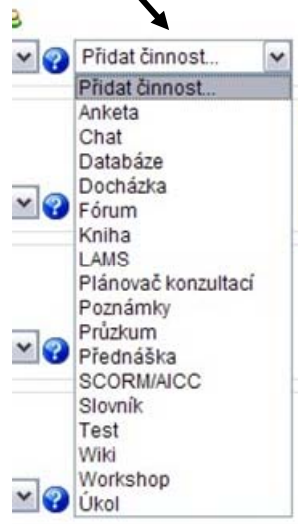 Přidat činnost...
Přidat činnost...
Anketa
Chat
Databáze
Docházka
Fórum
Kniha
LAMS
Plánovač konzultací
Poznámky
Průzkum
Přednáška
SCORM/AICC
Slovník
Test
Wiki
Workshop
Úkol